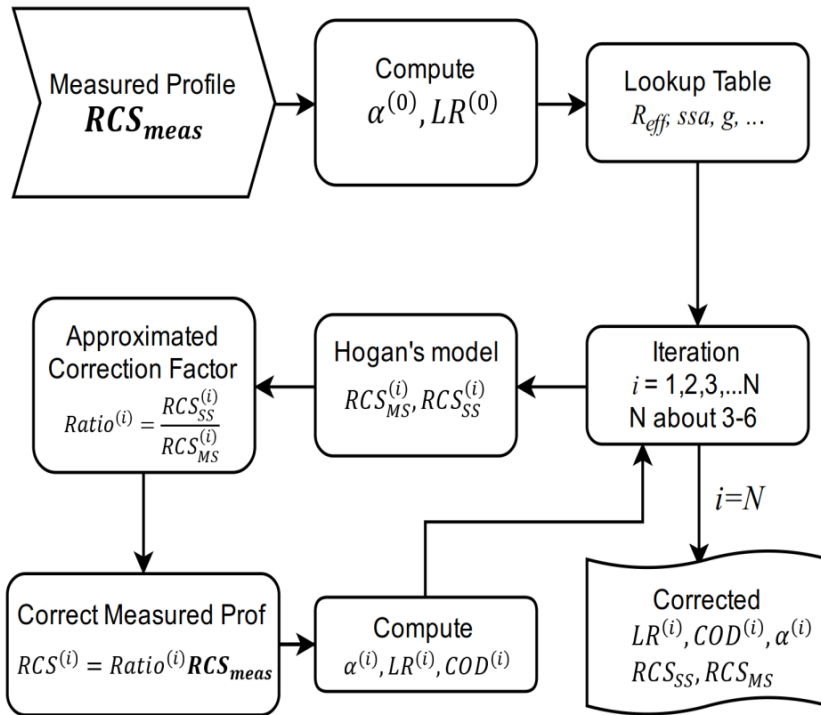 Measured Profile
RCS_meas
Compute
α^(0), LR^(0)
Lookup Table
R_eff, ssa, g, ...
Iteration
i = 1,2,3,...N
N about 3-6
Hogan's model
RCS_MS^(i), RCS_SS^(i)
Approximated
Correction Factor
Ratio^(i) = RCS_SS^(i) / RCS_MS^(i)
Correct Measured Prof
RCS^(i) = Ratio^(i) RCS_meas
Compute
α^(i), LR^(i), COD^(i)
i=N
Corrected
LR^(i), COD^(i), α^(i)
RCS_SS, RCS_MS